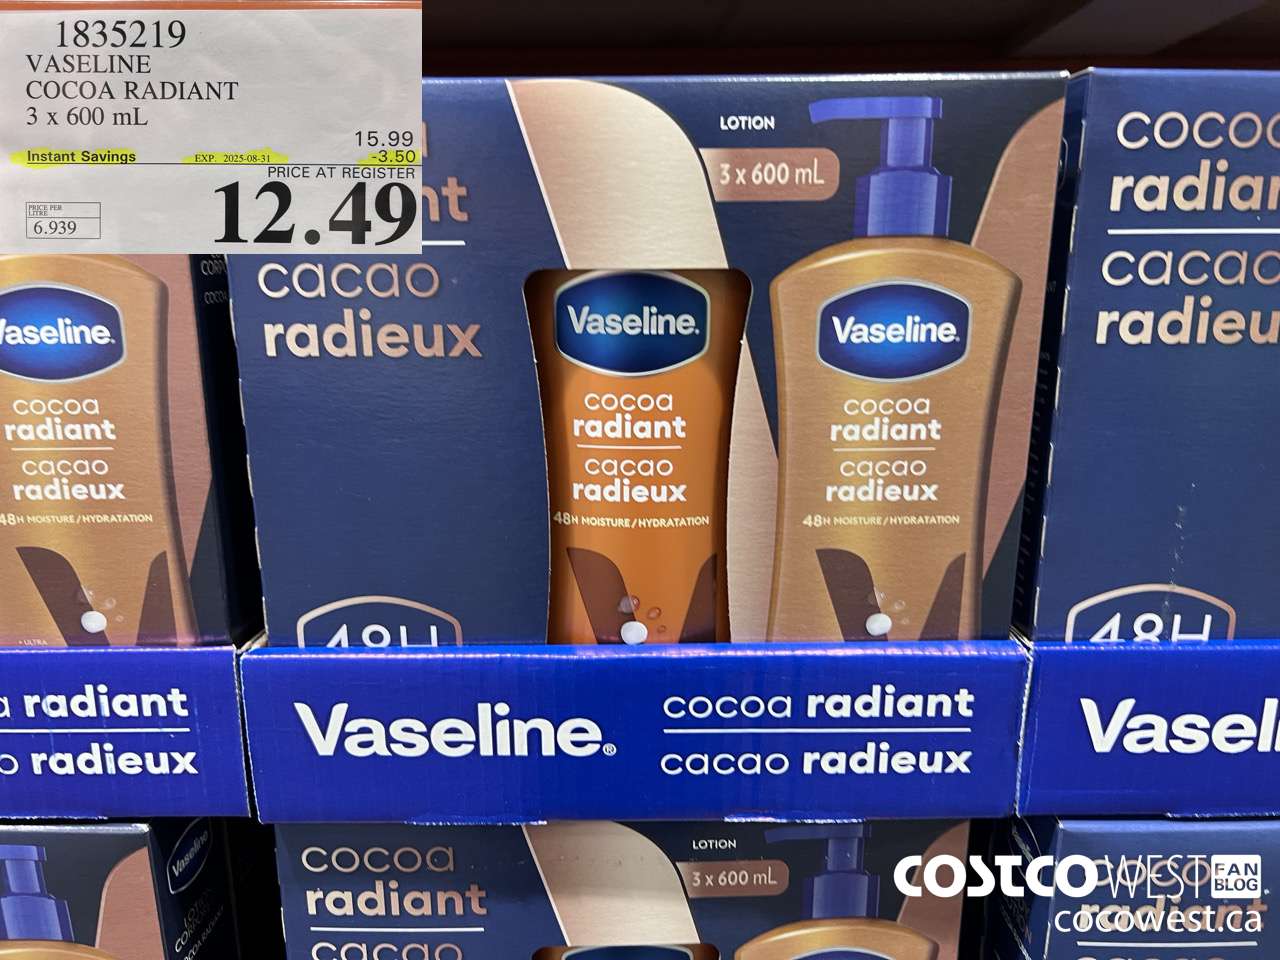 1835219
VASELINE
COCOA RADIANT
3 x 600 mL
15.99
Instant Savings EXP. 2025-08-31 -3.50
PRICE AT REGISTER
12.49
PRICE PER
LITRE
6.939
LOTION
3 x 600 mL
cacao
radieux
Vaseline.
cocoa
radiant
cacao
radieux
48H MOISTURE/HYDRATATION
Vaseline.
cocoa
radiant
cacao
radieux
48H MOISTURE/HYDRATATION
Vaseline.
cocoa
radiant
cacao
radieux
48H MOISTURE/HYDRATATION
48H
48H
radiant
radieux
Vaseline®
cocoa radiant
cacao radieux
Vaseline
cocoa
radiant
cacao
LOTION
3 x 600 mL
COSTCO WEST FAN BLOG
cocowest.ca